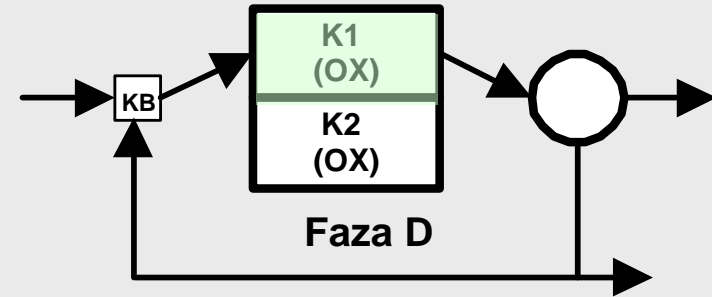 KB
K1
(OX)
K2
(OX)
Faza D